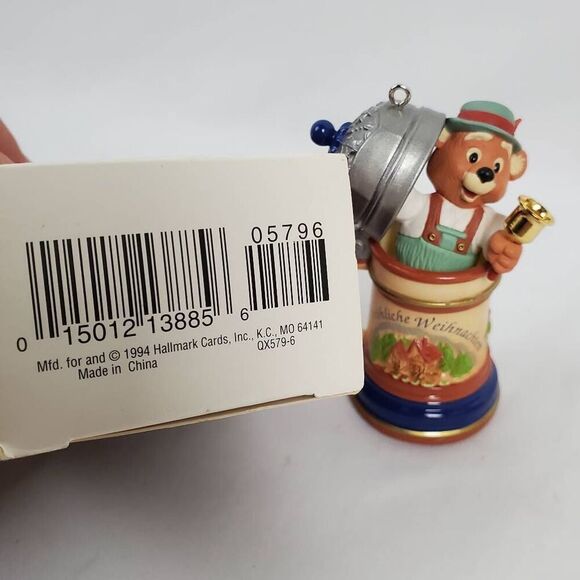 05796
0 15012 13885 6
Mfd. for and © 1994 Hallmark Cards, Inc., K.C., MO 64141
Made in China
QX579-6
Weihnachten